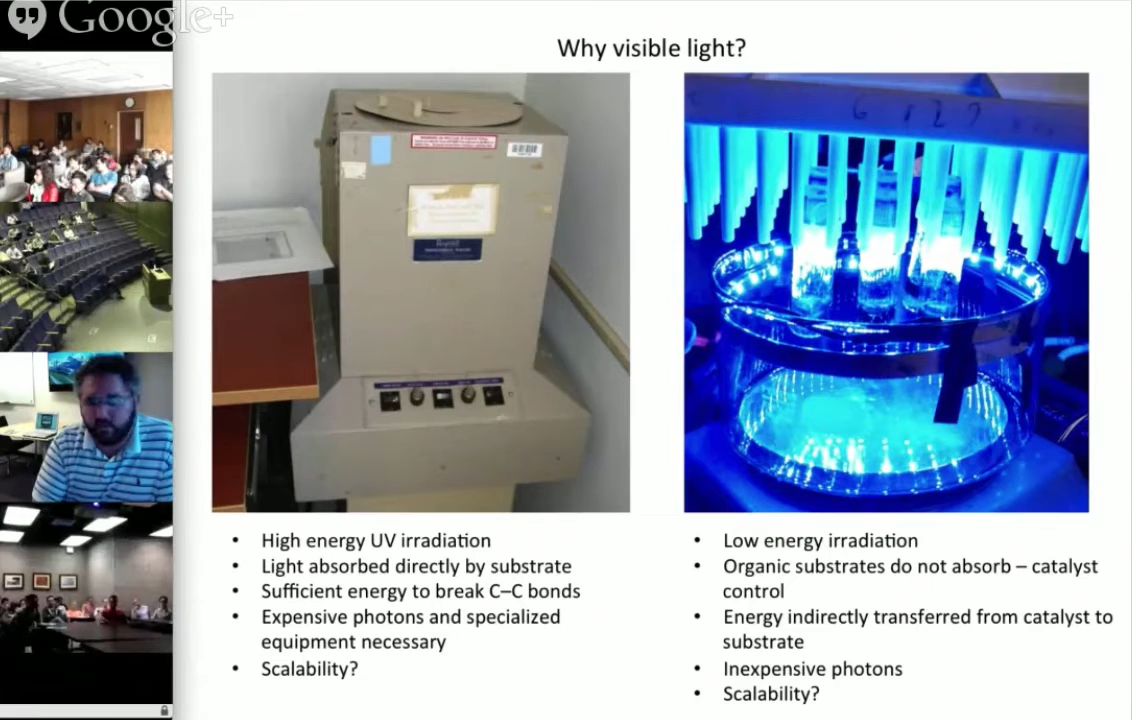 Google+
Why visible light?
• High energy UV irradiation
• Light absorbed directly by substrate
• Sufficient energy to break C–C bonds
• Expensive photons and specialized
equipment necessary
• Scalability?
• Low energy irradiation
• Organic substrates do not absorb – catalyst
control
• Energy indirectly transferred from catalyst to
substrate
• Inexpensive photons
• Scalability?